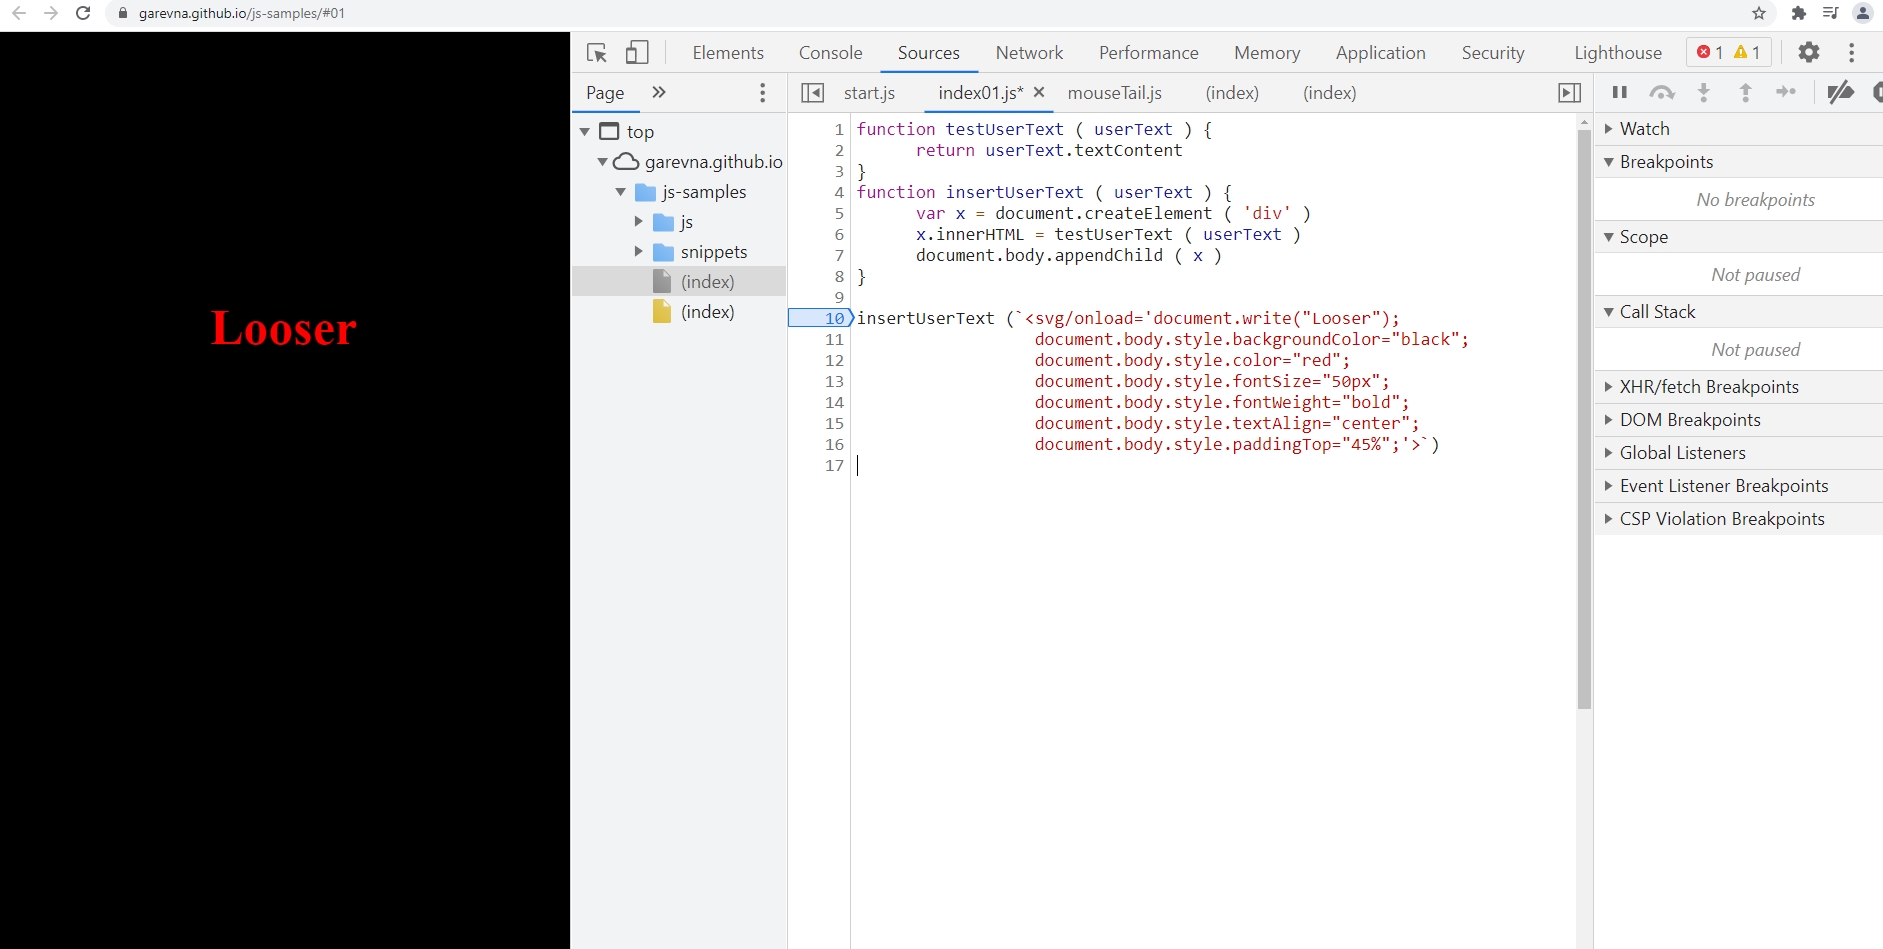 garevna.github.io/js-samples/#01
Elements Console Sources Network Performance Memory Application Security Lighthouse 1 1
Page
start.js index01.js* mouseTail.js (index) (index)
top
garevna.github.io
js-samples
js
snippets
(index)
(index)
Looser
1 function testUserText ( userText ) {
2 return userText.textContent
3 }
4 function insertUserText ( userText ) {
5 var x = document.createElement ( 'div' )
6 x.innerHTML = testUserText ( userText )
7 document.body.appendChild ( x )
8 }
9
10 insertUserText (`<svg/onload='document.write("Looser");
11 document.body.style.backgroundColor="black";
12 document.body.style.color="red";
13 document.body.style.fontSize="50px";
14 document.body.style.fontWeight="bold";
15 document.body.style.textAlign="center";
16 document.body.style.paddingTop="45%";'>`)
17
Watch
Breakpoints
No breakpoints
Scope
Not paused
Call Stack
Not paused
XHR/fetch Breakpoints
DOM Breakpoints
Global Listeners
Event Listener Breakpoints
CSP Violation Breakpoints